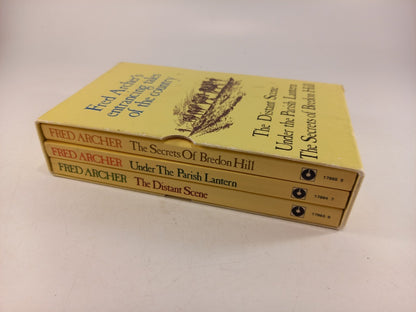 Fred Archer's
entrancing tales
of the country
The Distant Scene
Under the Parish Lantern
The Secrets of Bredon Hill
FRED ARCHER The Secrets Of Bredon Hill
FRED ARCHER Under The Parish Lantern
FRED ARCHER The Distant Scene